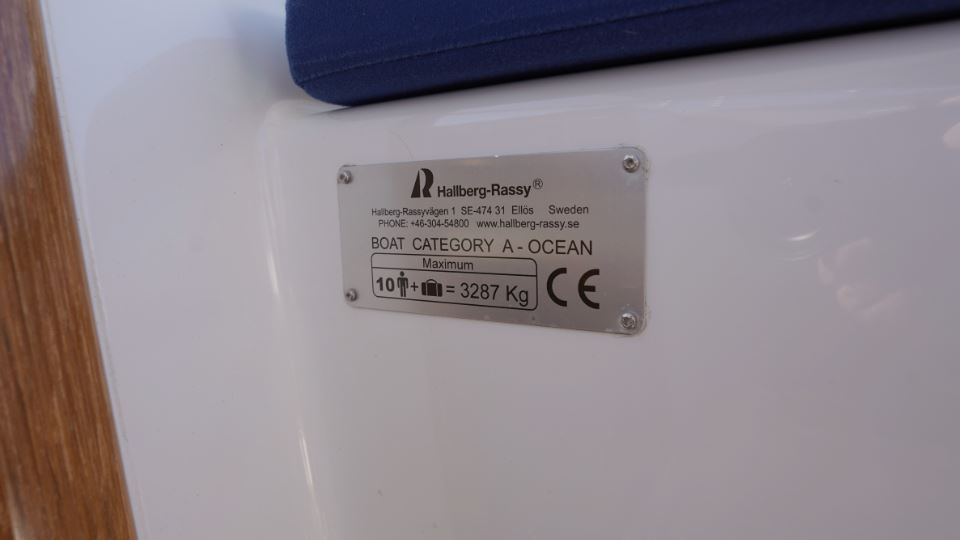 Hallberg-Rassy®
Hallberg-Rassyvägen 1 SE-474 31 Ellös Sweden
PHONE: +46-304-54800 www.hallberg-rassy.se
BOAT CATEGORY A - OCEAN
Maximum
10 + = 3287 Kg CE